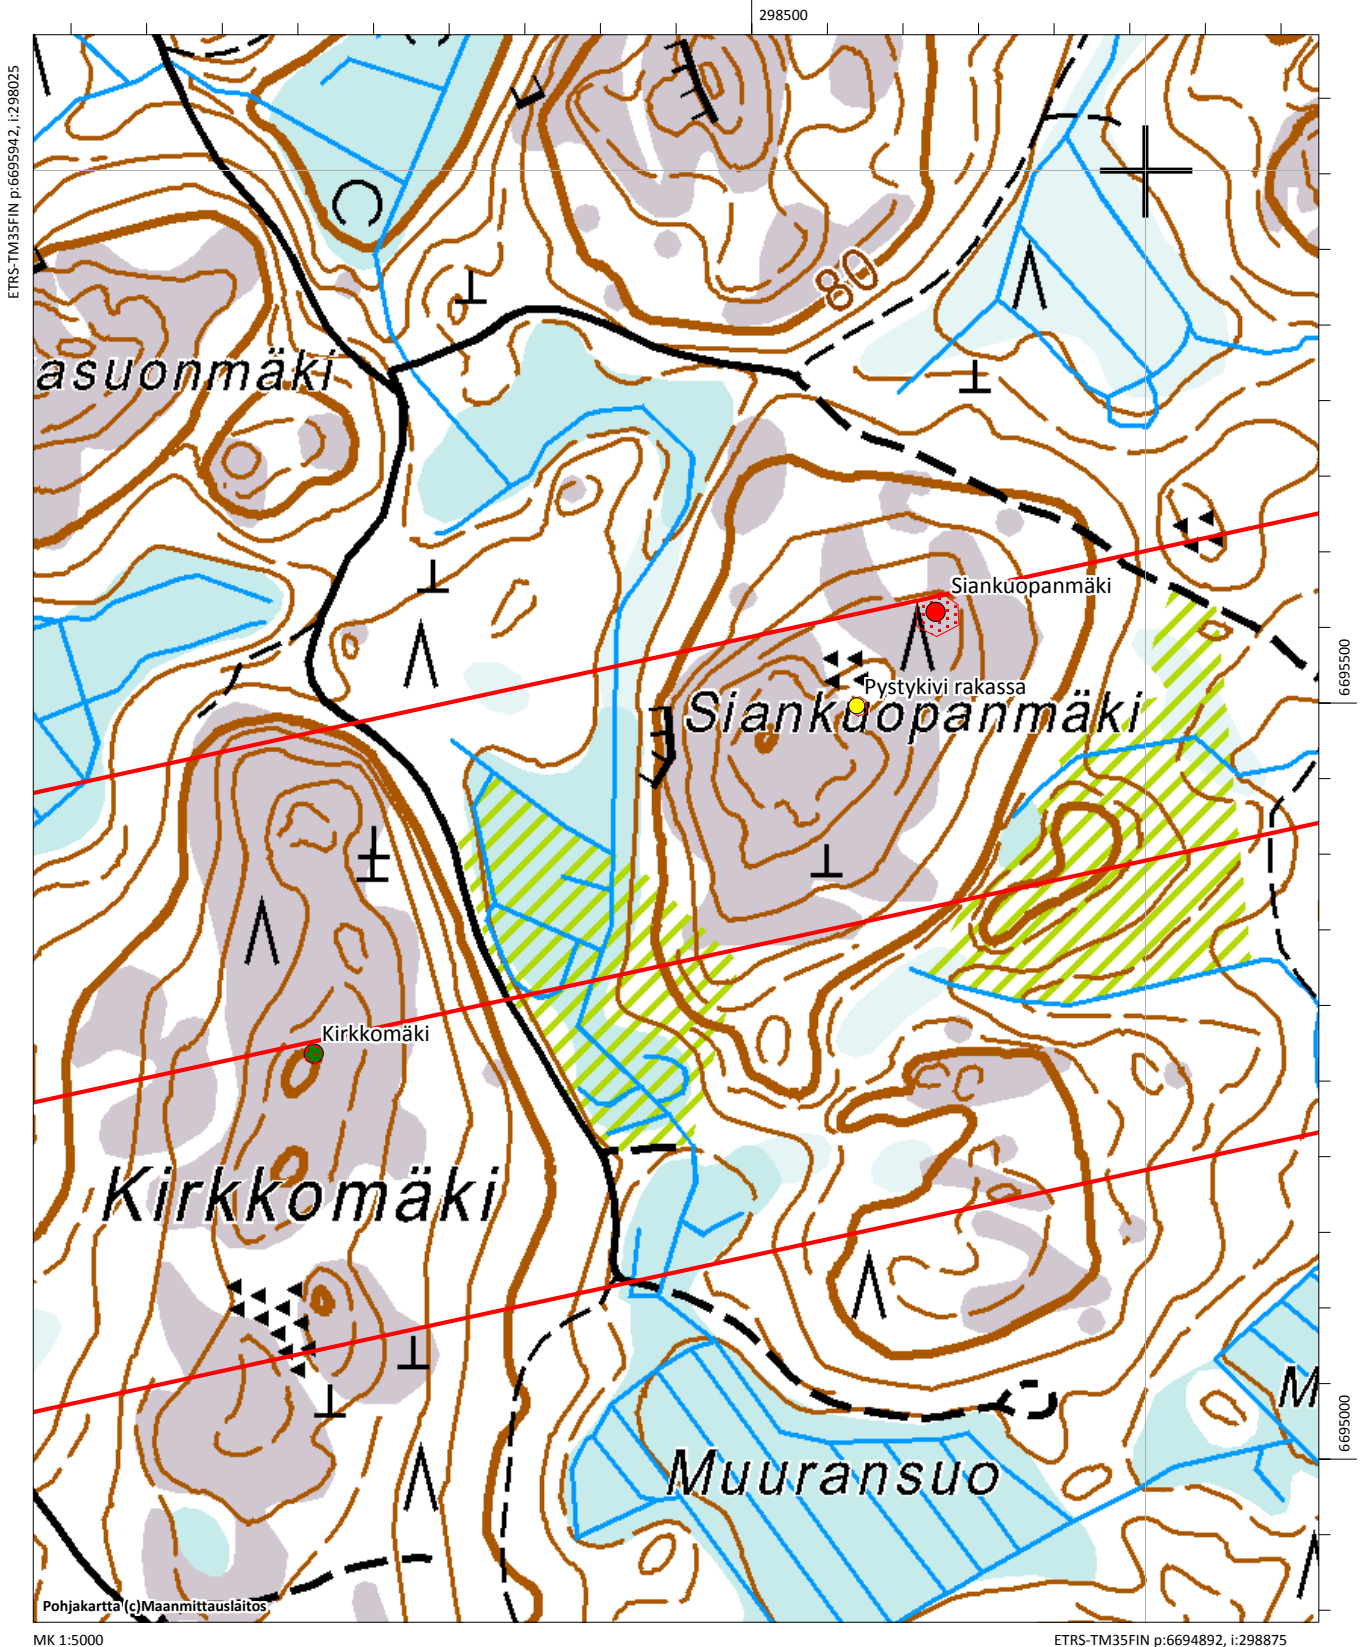 298500
ETRS-TM35FIN p:6695942, i:298025
80
asuonmäki
Siankuopanmäki
6695500
Pystykivi rakassa
Siankuopanmäki
Kirkkomäki
Kirkkomäki
M
6695000
Muuransuo
Pohjakartta (c)Maanmittauslaitos
MK 1:5000
ETRS-TM35FIN p:6694892, i:298875